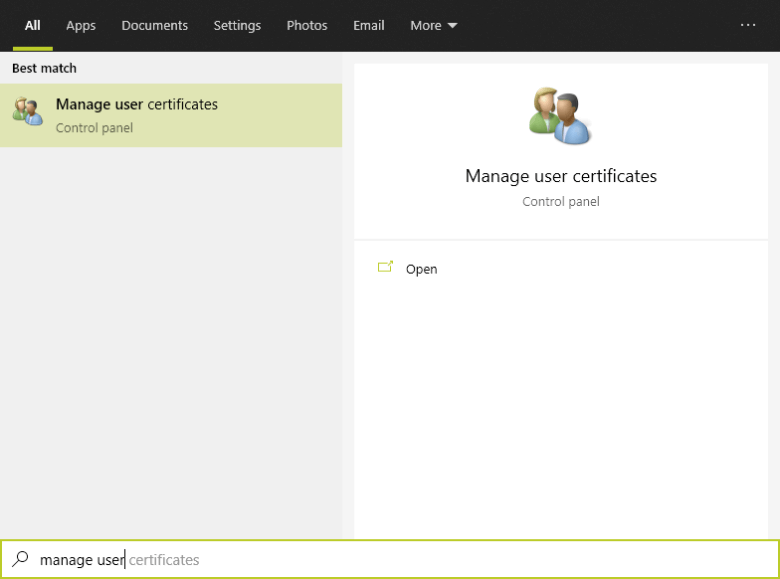 All Apps Documents Settings Photos Email More ...
Best match
Manage user certificates
Control panel
Manage user certificates
Control panel
Open
manage user certificates